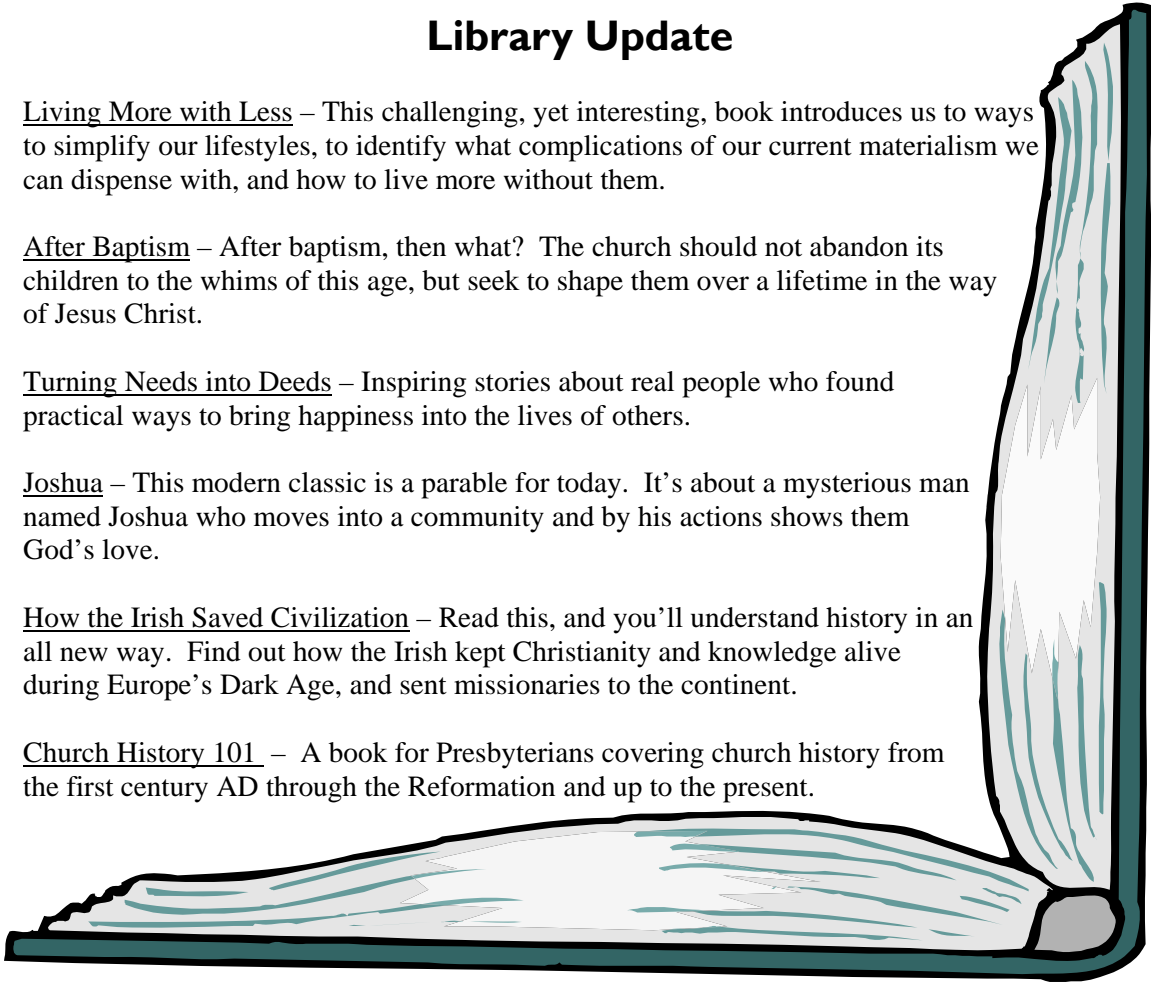 Library Update
Living More with Less – This challenging, yet interesting, book introduces us to ways
to simplify our lifestyles, to identify what complications of our current materialism we
can dispense with, and how to live more without them.
After Baptism – After baptism, then what?  The church should not abandon its
children to the whims of this age, but seek to shape them over a lifetime in the way
of Jesus Christ.
Turning Needs into Deeds – Inspiring stories about real people who found
practical ways to bring happiness into the lives of others.
Joshua – This modern classic is a parable for today.  It’s about a mysterious man
named Joshua who moves into a community and by his actions shows them
God’s love.
How the Irish Saved Civilization – Read this, and you’ll understand history in an
all new way.  Find out how the Irish kept Christianity and knowledge alive
during Europe’s Dark Age, and sent missionaries to the continent.
Church History 101  –  A book for Presbyterians covering church history from
the first century AD through the Reformation and up to the present.